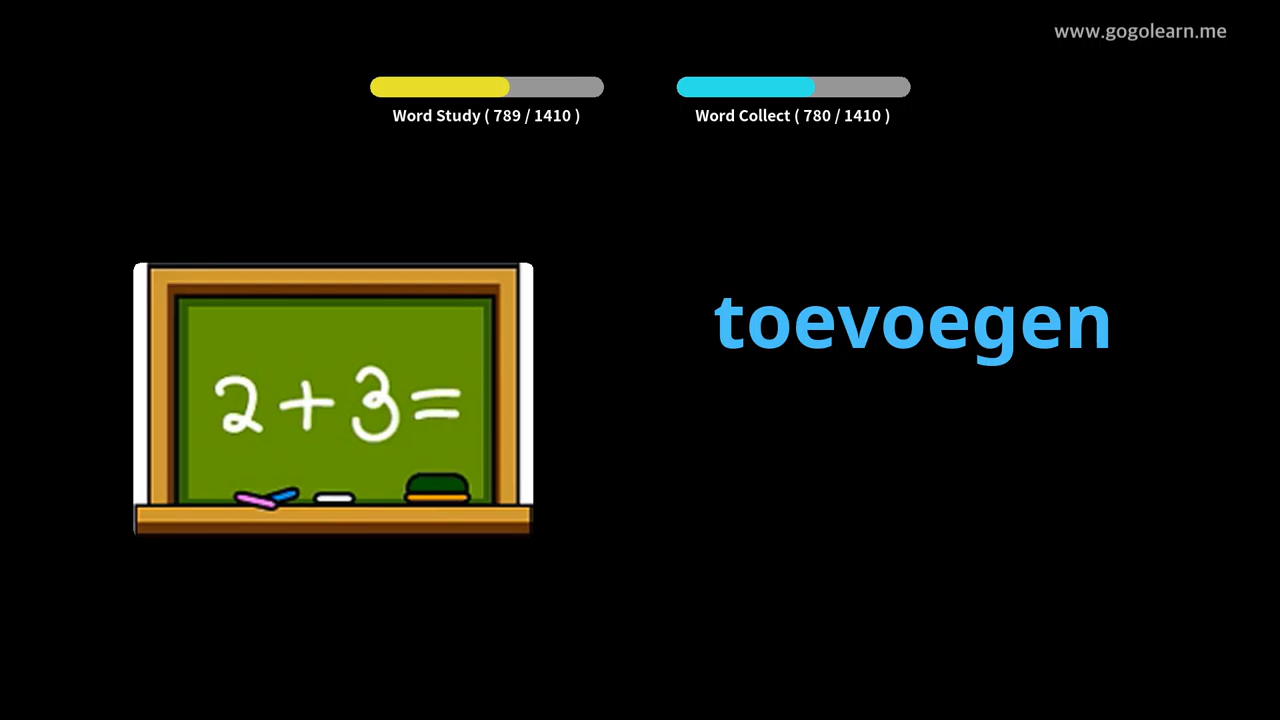 www.gogolearn.me
Word Study ( 789 / 1410 )
Word Collect ( 780 / 1410 )
toevoegen
2 + 3 =